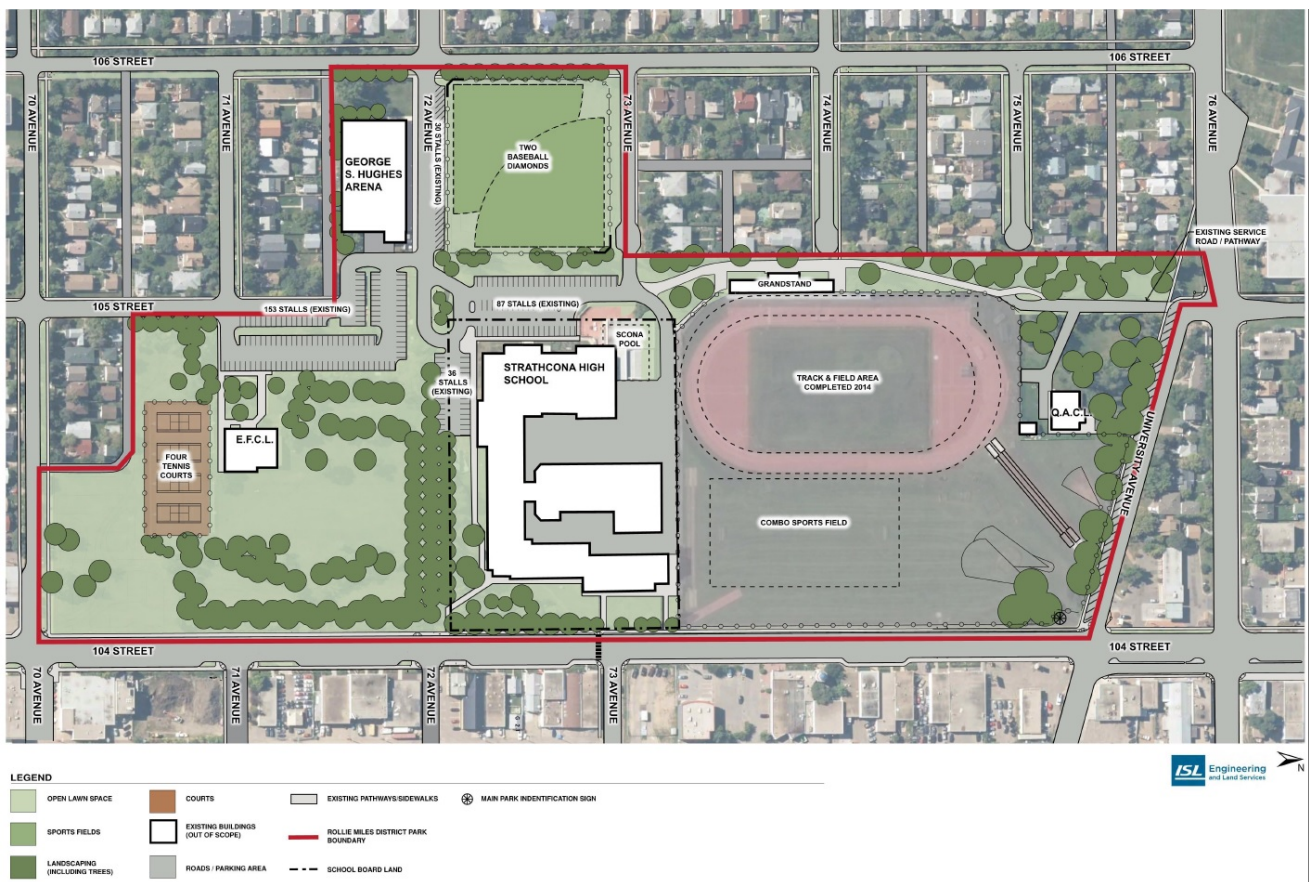 106 STREET
106 STREET
70 AVENUE
71 AVENUE
72 AVENUE
73 AVENUE
74 AVENUE
75 AVENUE
76 AVENUE
30 STALLS (EXISTING)
GEORGE
S. HUGHES
ARENA
TWO
BASEBALL
DIAMONDS
EXISTING SERVICE
ROAD / PATHWAY
GRANDSTAND
105 STREET
153 STALLS (EXISTING)
87 STALLS (EXISTING)
SCONA
POOL
STRATHCONA HIGH
SCHOOL
36
STALLS
(EXISTING)
TRACK & FIELD AREA
COMPLETED 2014
Q.A.C.L.
UNIVERSITY AVENUE
E.F.C.L.
FOUR
TENNIS
COURTS
COMBO SPORTS FIELD
104 STREET
104 STREET
70 AVENUE
71 AVENUE
72 AVENUE
73 AVENUE
LEGEND
OPEN LAWN SPACE
COURTS
EXISTING PATHWAYS/SIDEWALKS
MAIN PARK INDENTIFICATION SIGN
SPORTS FIELDS
EXISTING BUILDINGS
(OUT OF SCOPE)
ROLLIE MILES DISTRICT PARK
BOUNDARY
LANDSCAPING
(INCLUDING TREES)
ROADS / PARKING AREA
SCHOOL BOARD LAND
ISL Engineering
and Land Services
N